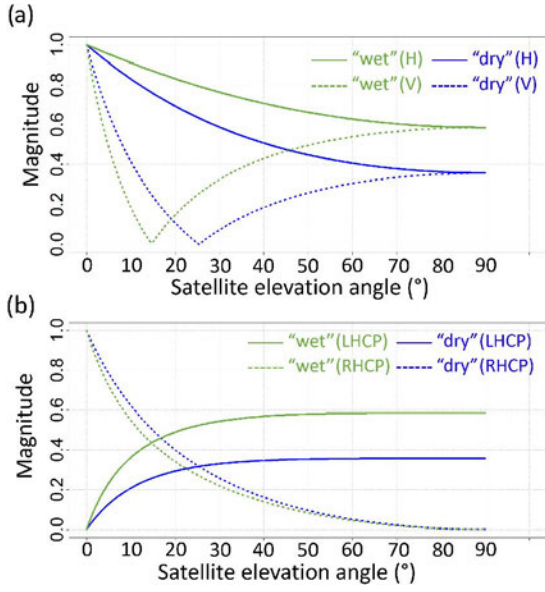 (a)
1.0
0.8
0.6
0.4
0.2
0.0
Magnitude
"wet" (H) "dry" (H)
"wet" (V) "dry" (V)
0 10 20 30 40 50 60 70 80 90
Satellite elevation angle (°)
(b)
1.0
0.8
0.6
0.4
0.2
0.0
Magnitude
"wet" (LHCP) "dry" (LHCP)
"wet" (RHCP) "dry" (RHCP)
0 10 20 30 40 50 60 70 80 90
Satellite elevation angle (°)